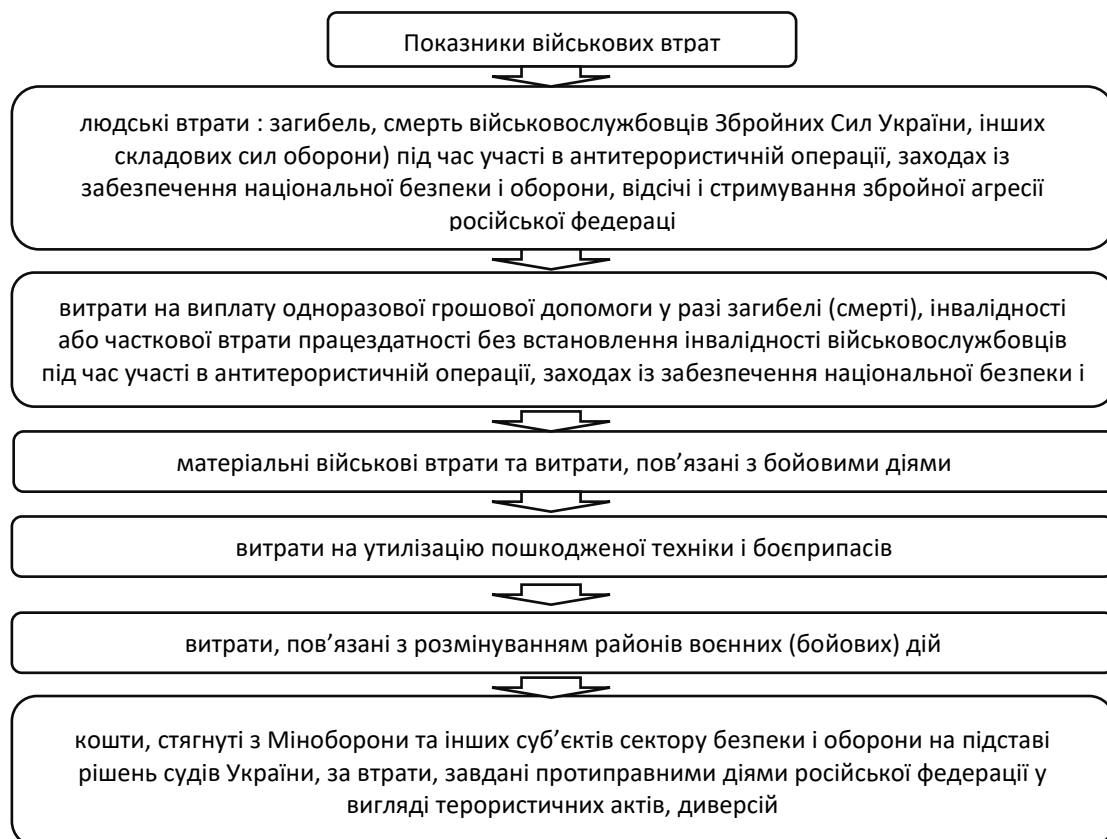 Показники військових втрат
людські втрати : загибель, смерть військовослужбовців Збройних Сил України, інших
складових сил оборони) під час участі в антитерористичній операції, заходах із
забезпечення національної безпеки і оборони, відсічі і стримування збройної агресії
російської федераці
витрати на виплату одноразової грошової допомоги у разі загибелі (смерті), інвалідності
або часткової втрати працездатності без встановлення інвалідності військовослужбовців
під час участі в антитерористичній операції, заходах із забезпечення національної безпеки і
матеріальні військові втрати та витрати, пов’язані з бойовими діями
витрати на утилізацію пошкодженої техніки і боєприпасів
витрати, пов’язані з розмінуванням районів воєнних (бойових) дій
кошти, стягнуті з Міноборони та інших суб’єктів сектору безпеки і оборони на підставі
рішень судів України, за втрати, завдані протиправними діями російської федерації у
вигляді терористичних актів, диверсій